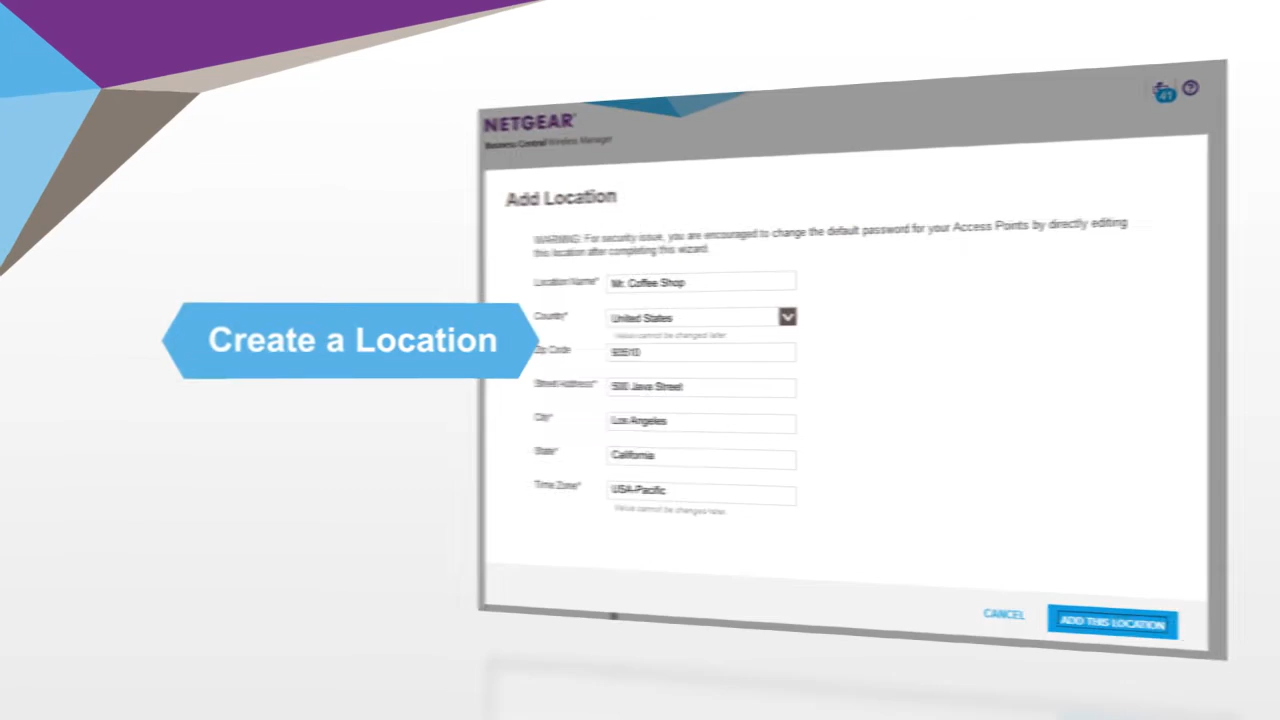 NETGEAR
Business Central Wireless Manager
41
Add Location
WARNING: For security issue, you are encouraged to change the default password for your Access Points by directly editing
this location after completing this wizard.
Location Name* Mr. Coffee Shop
Country* United States
Value cannot be changed later.
Zip Code
Street Address* 500 Java Street
City* Los Angeles
State* California
Time Zone* USA-Pacific
Value cannot be changed later.
CANCEL ADD THIS LOCATION
Create a Location